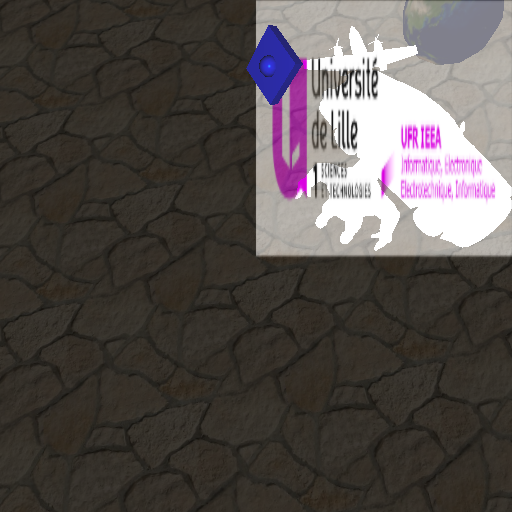 Université
de Lille
1 SCIENCES
ET TECHNOLOGIES
UFR IEEA
Informatique, Electronique
Electrotechnique, Informatique